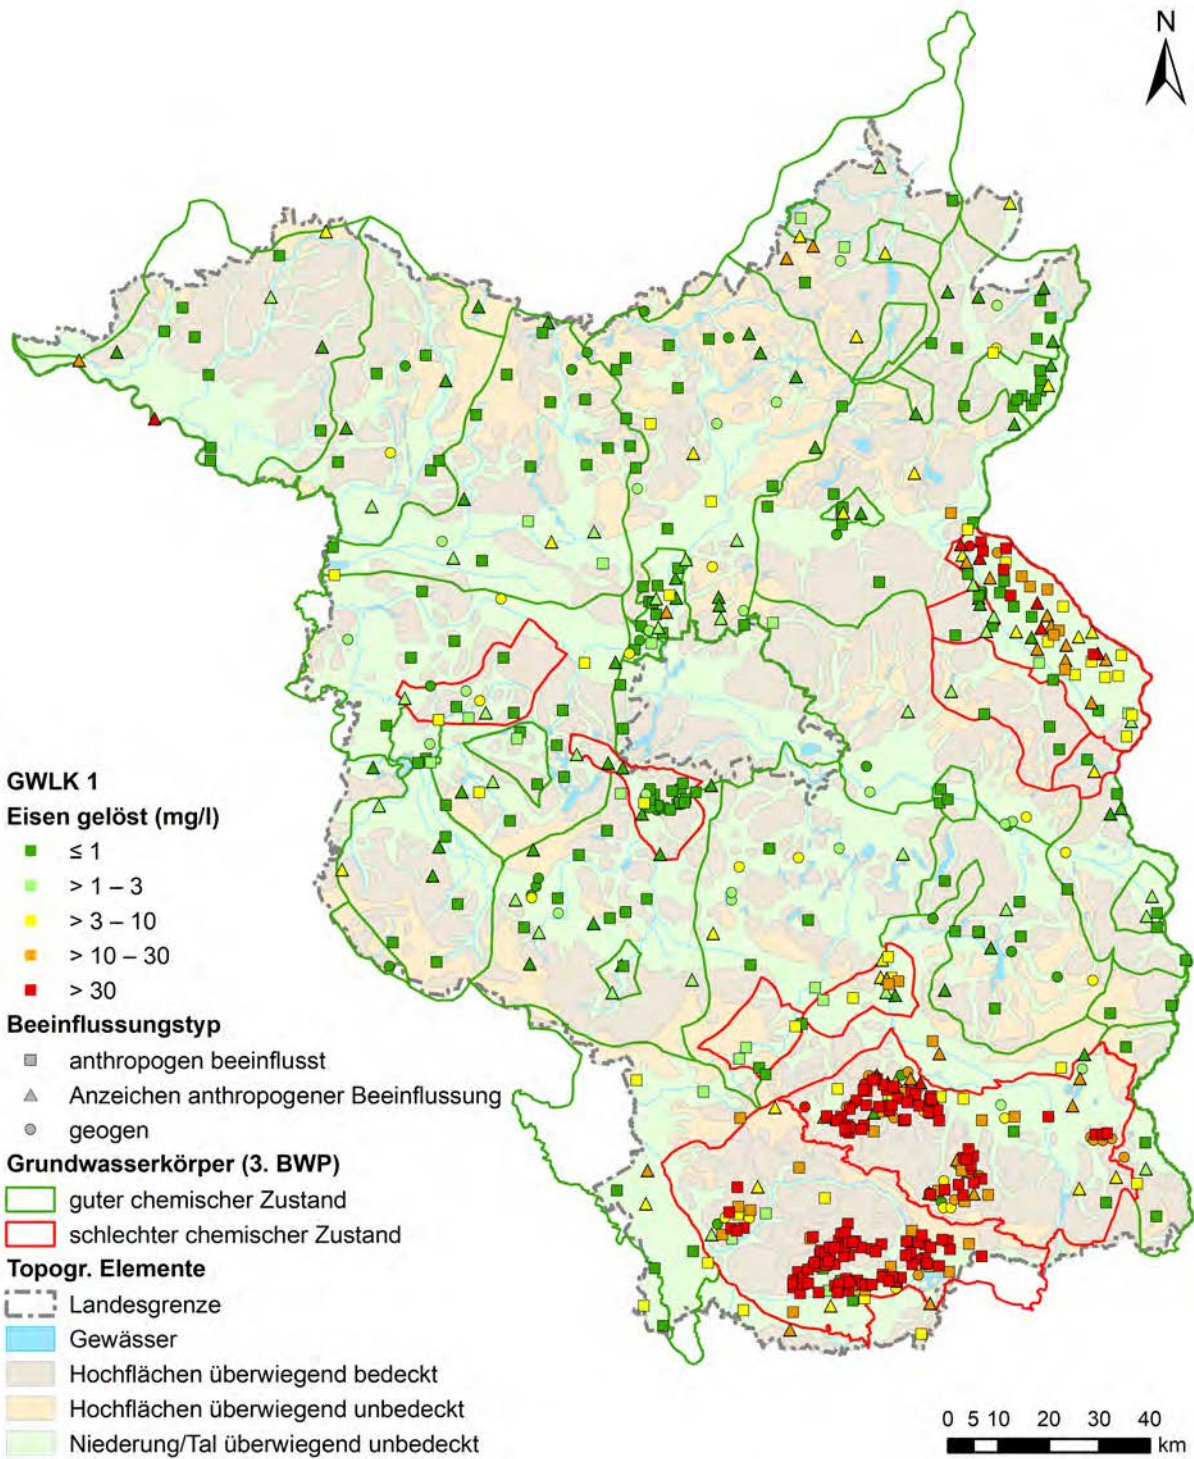 N
GWLK 1
Eisen gelöst (mg/l)
≤ 1
> 1 – 3
> 3 – 10
> 10 – 30
> 30
Beeinflussungstyp
anthropogen beeinflusst
Anzeichen anthropogener Beeinflussung
geogen
Grundwasserkörper (3. BWP)
guter chemischer Zustand
schlechter chemischer Zustand
Topogr. Elemente
Landesgrenze
Gewässer
Hochflächen überwiegend bedeckt
Hochflächen überwiegend unbedeckt
Niederung/Tal überwiegend unbedeckt
0 5 10 20 30 40
km